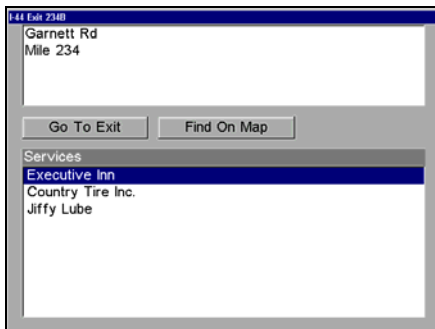 I-44 Exit 234B
Garnett Rd
Mile 234
Go To Exit
Find On Map
Services
Executive Inn
Country Tire Inc.
Jiffy Lube